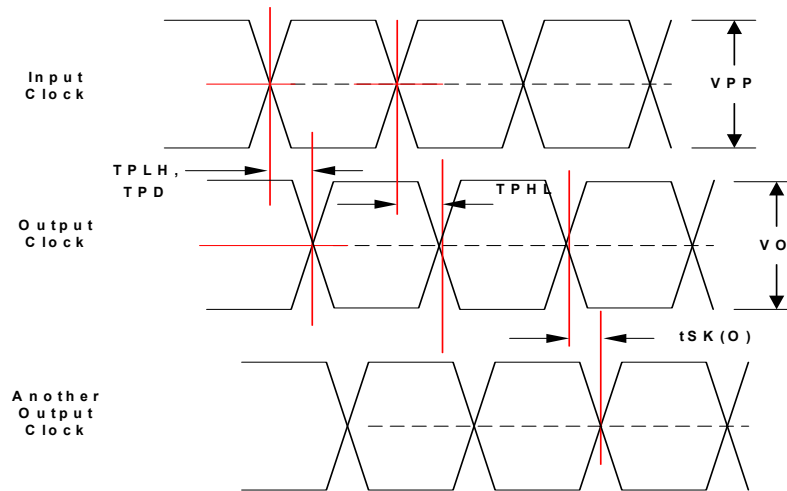 Input
Clock
VPP
TPLH,
TPD
TPHL
Output
Clock
VO
tSK(O)
Another
Output
Clock